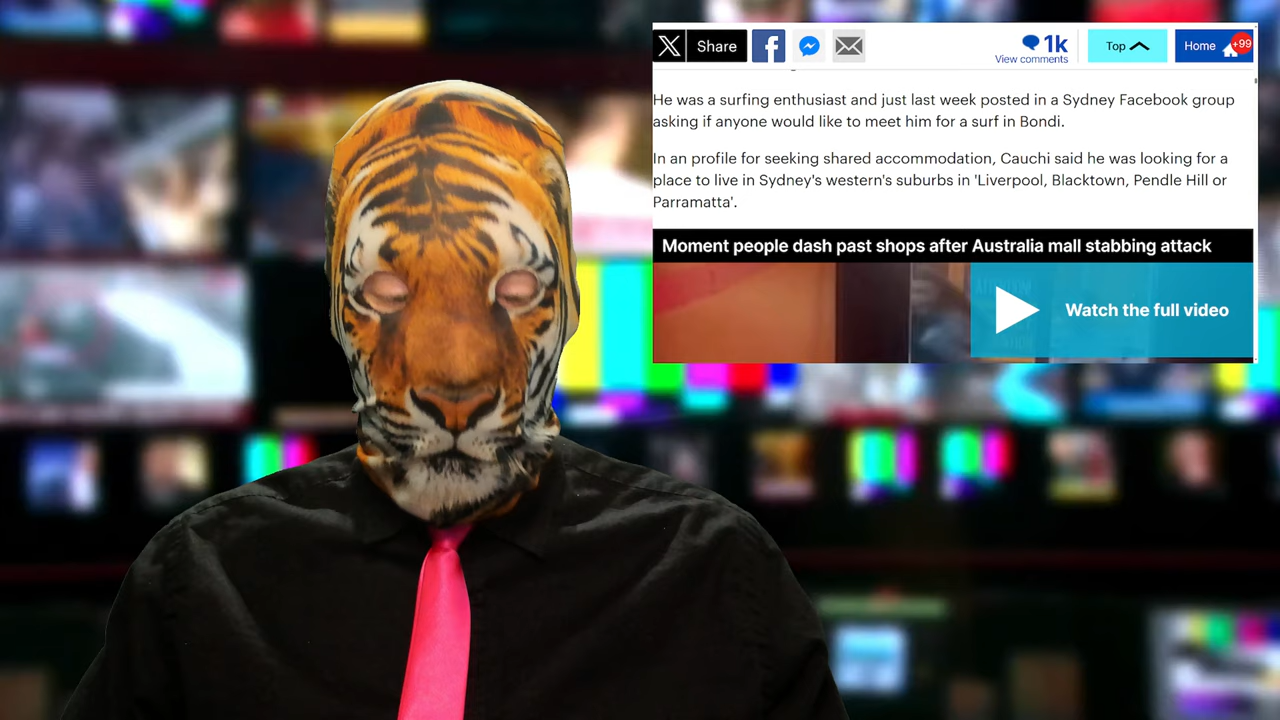 Share
1k
View comments
Top
Home
+99
He was a surfing enthusiast and just last week posted in a Sydney Facebook group
asking if anyone would like to meet him for a surf in Bondi.
In an profile for seeking shared accommodation, Cauchi said he was looking for a
place to live in Sydney's western's suburbs in 'Liverpool, Blacktown, Pendle Hill or
Parramatta'.
Moment people dash past shops after Australia mall stabbing attack
Watch the full video